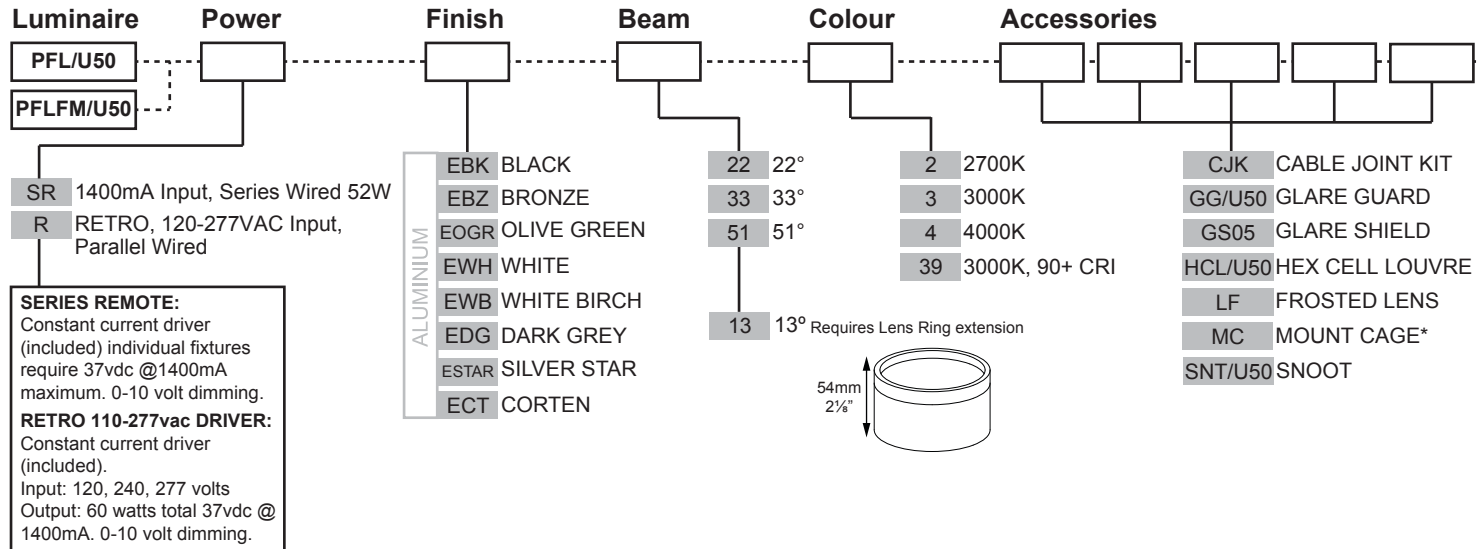 Luminaire Power Finish Beam Colour Accessories
PFL/U50
PFLFM/U50
SR 1400mA Input, Series Wired 52W
R RETRO, 120-277VAC Input,
Parallel Wired
SERIES REMOTE:
Constant current driver
(included) individual fixtures
require 37vdc @1400mA
maximum. 0-10 volt dimming.
RETRO 110-277vac DRIVER:
Constant current driver
(included).
Input: 120, 240, 277 volts
Output: 60 watts total 37vdc @
1400mA. 0-10 volt dimming.
ALUMINIUM
EBK BLACK
EBZ BRONZE
EOGR OLIVE GREEN
EWH WHITE
EWB WHITE BIRCH
EDG DARK GREY
ESTAR SILVER STAR
ECT CORTEN
22 22°
33 33°
51 51°
13 13º Requires Lens Ring extension
54mm
2⅛”
2 2700K
3 3000K
4 4000K
39 3000K, 90+ CRI
CJK CABLE JOINT KIT
GG/U50 GLARE GUARD
GS05 GLARE SHIELD
HCL/U50 HEX CELL LOUVRE
LF FROSTED LENS
MC MOUNT CAGE*
SNT/U50 SNOOT